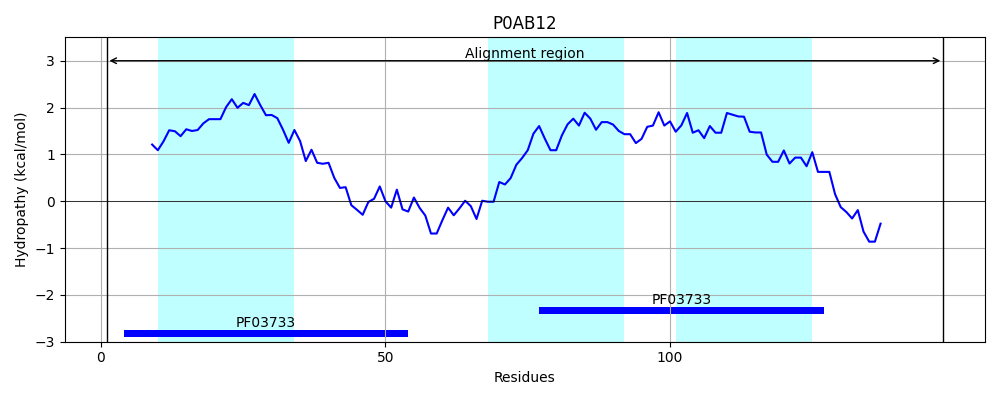 P0AB12
Alignment region
Hydropathy (kcal/mol)
3
2
1
0
−1
−2
−3
PF03733
PF03733
0
50
100
Residues